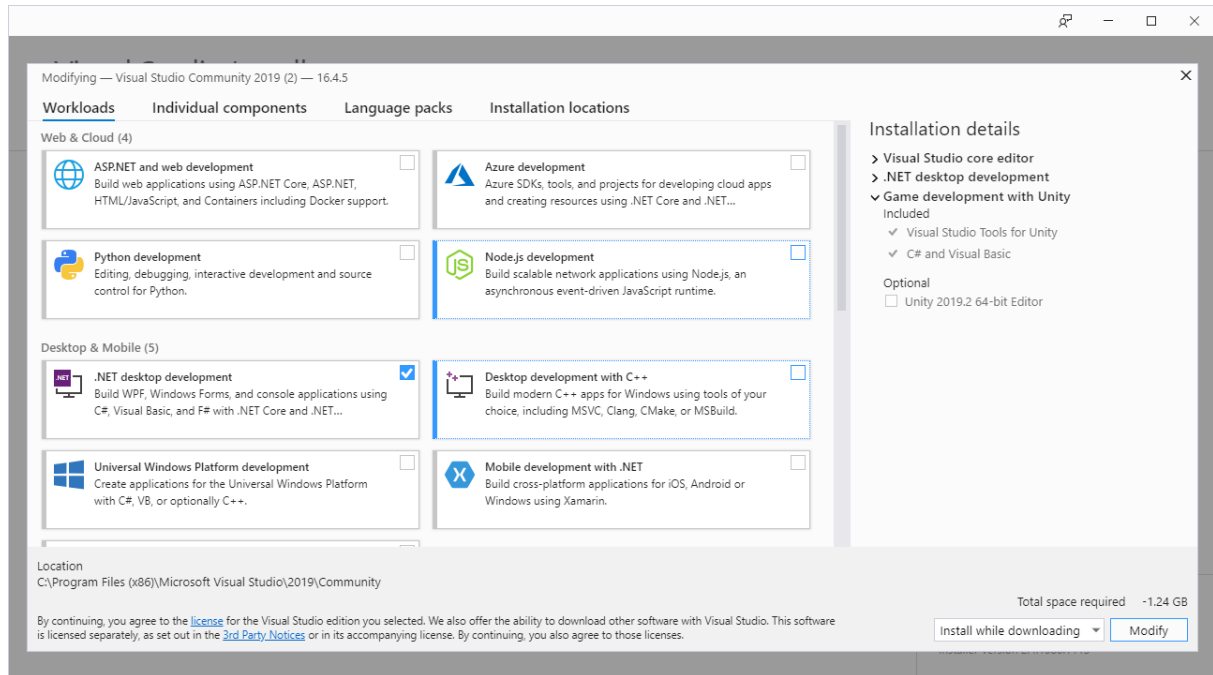 Modifying — Visual Studio Community 2019 (2) — 16.4.5
Workloads Individual components Language packs Installation locations
Web & Cloud (4)
ASP.NET and web development
Build web applications using ASP.NET Core, ASP.NET,
HTML/JavaScript, and Containers including Docker support.
Azure development
Azure SDKs, tools, and projects for developing cloud apps
and creating resources using .NET Core and .NET...
Python development
Editing, debugging, interactive development and source
control for Python.
JS
Node.js development
Build scalable network applications using Node.js, an
asynchronous event-driven JavaScript runtime.
Desktop & Mobile (5)
.NET
.NET desktop development
Build WPF, Windows Forms, and console applications using
C#, Visual Basic, and F# with .NET Core and .NET...
Desktop development with C++
Build modern C++ apps for Windows using tools of your
choice, including MSVC, Clang, CMake, or MSBuild.
Universal Windows Platform development
Create applications for the Universal Windows Platform
with C#, VB, or optionally C++.
Mobile development with .NET
Build cross-platform applications for iOS, Android or
Windows using Xamarin.
Installation details
Visual Studio core editor
.NET desktop development
Game development with Unity
Included
Visual Studio Tools for Unity
C# and Visual Basic
Optional
Unity 2019.2 64-bit Editor
Location
C:\Program Files (x86)\Microsoft Visual Studio\2019\Community
Total space required -1.24 GB
By continuing, you agree to the license for the Visual Studio edition you selected. We also offer the ability to download other software with Visual Studio. This software
is licensed separately, as set out in the 3rd Party Notices or in its accompanying license. By continuing, you also agree to those licenses.
Install while downloading Modify